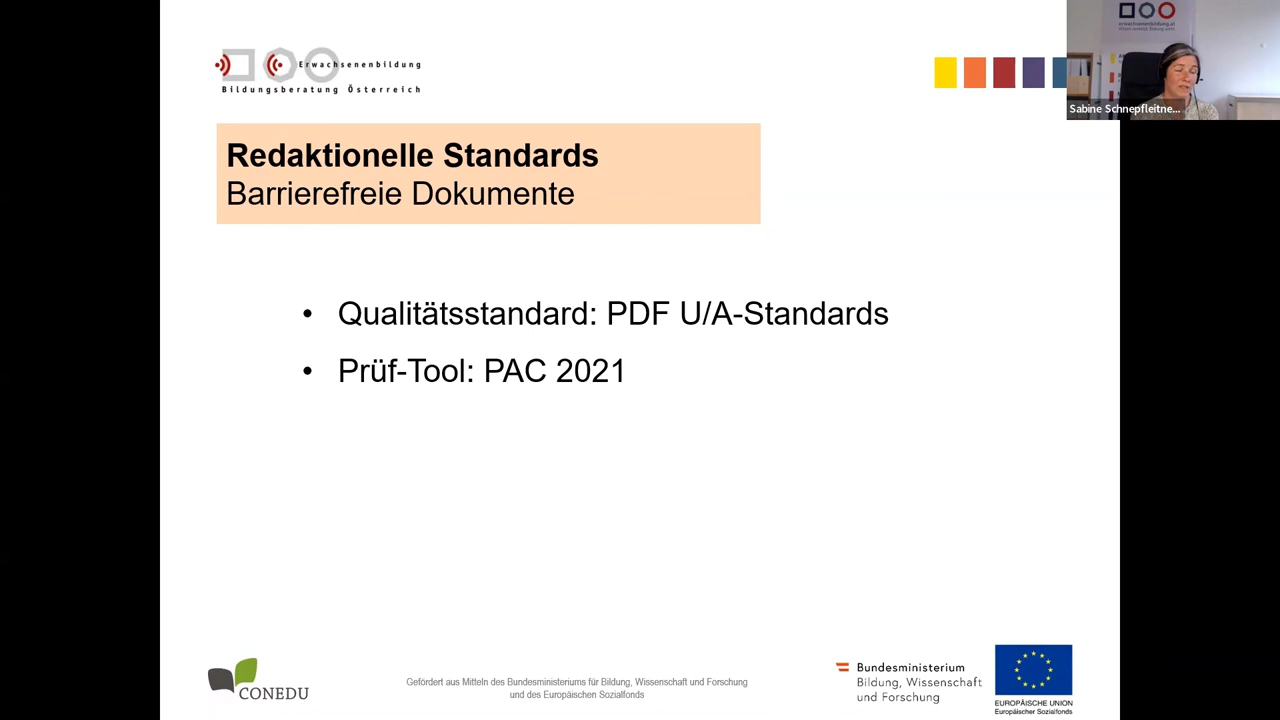 Erwachsenenbildung
Bildungsberatung Österreich
erwachsenenbildung.at
Sabine Schnepfleitne...
Redaktionelle Standards
Barrierefreie Dokumente
• Qualitätsstandard: PDF U/A-Standards
• Prüf-Tool: PAC 2021
CONEDU
Gefördert aus Mitteln des Bundesministeriums für Bildung, Wissenschaft und Forschung
und des Europäischen Sozialfonds
Bundesministerium
Bildung, Wissenschaft
und Forschung
EUROPÄISCHE UNION
Europäischer Sozialfonds